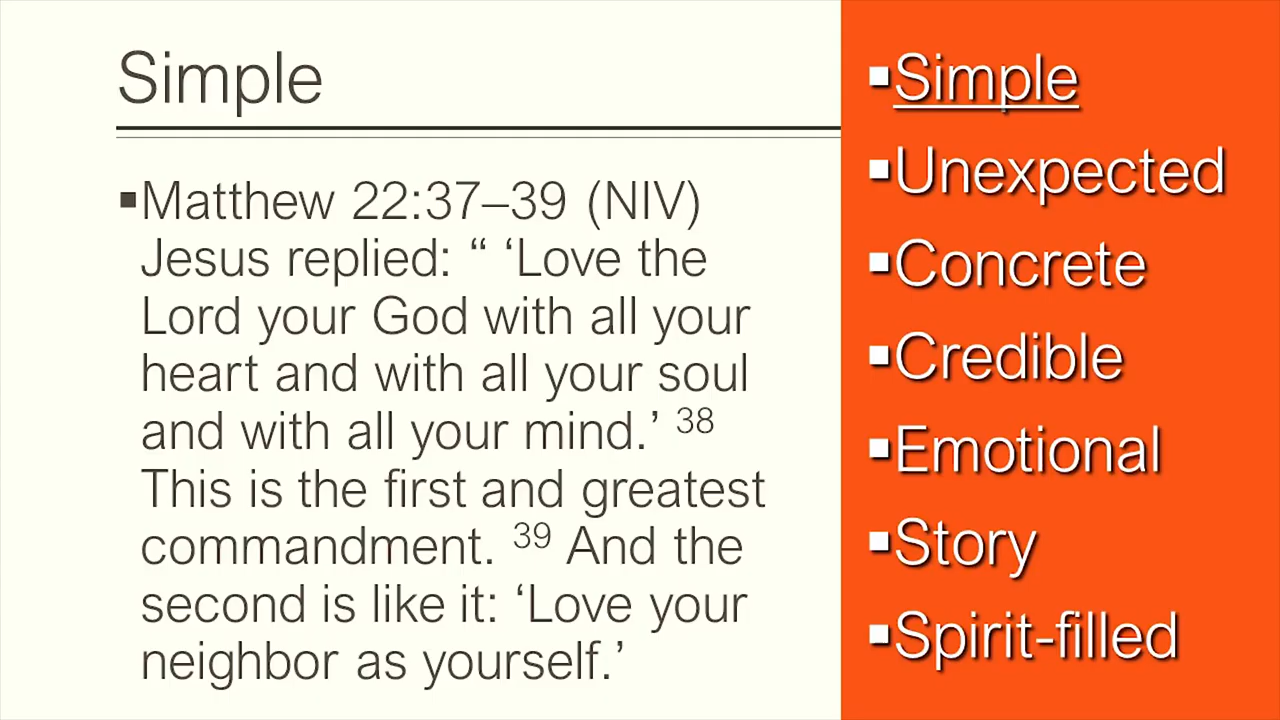 Simple
▪Matthew 22:37–39 (NIV)
Jesus replied: “ ‘Love the
Lord your God with all your
heart and with all your soul
and with all your mind.’ 38
This is the first and greatest
commandment. 39 And the
second is like it: ‘Love your
neighbor as yourself.’
▪Simple
▪Unexpected
▪Concrete
▪Credible
▪Emotional
▪Story
▪Spirit-filled